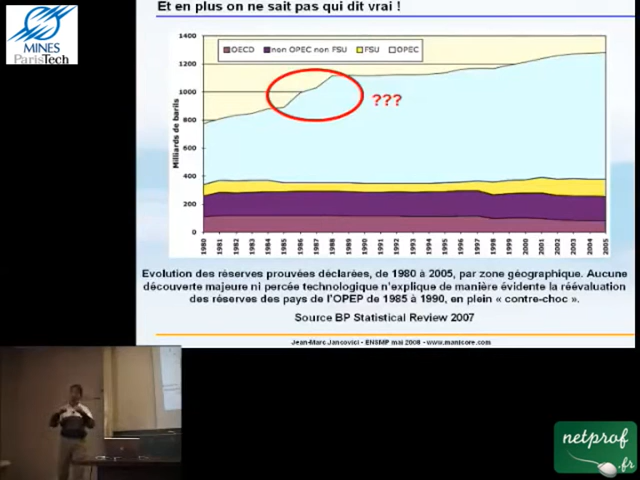 Et en plus on ne sait pas qui dit vrai !
MINES
ParisTech
1400
1200
1000
800
600
400
200
0
Milliards de barils
OECD non OPEC non FSU FSU OPEC
???
1980 1981 1982 1983 1984 1985 1986 1987 1988 1989 1990 1991 1992 1993 1994 1995 1996 1997 1998 1999 2000 2001 2002 2003 2004 2005
Evolution des réserves prouvées déclarées, de 1980 à 2005, par zone géographique. Aucune
découverte majeure ni percée technologique n'explique de manière évidente la réévaluation
des réserves des pays de l'OPEP de 1985 à 1990, en plein « contre-choc ».
Source BP Statistical Review 2007
Jean-Marc Jancovici - ENSMP mai 2008 - www.manicore.com
netprof
.fr